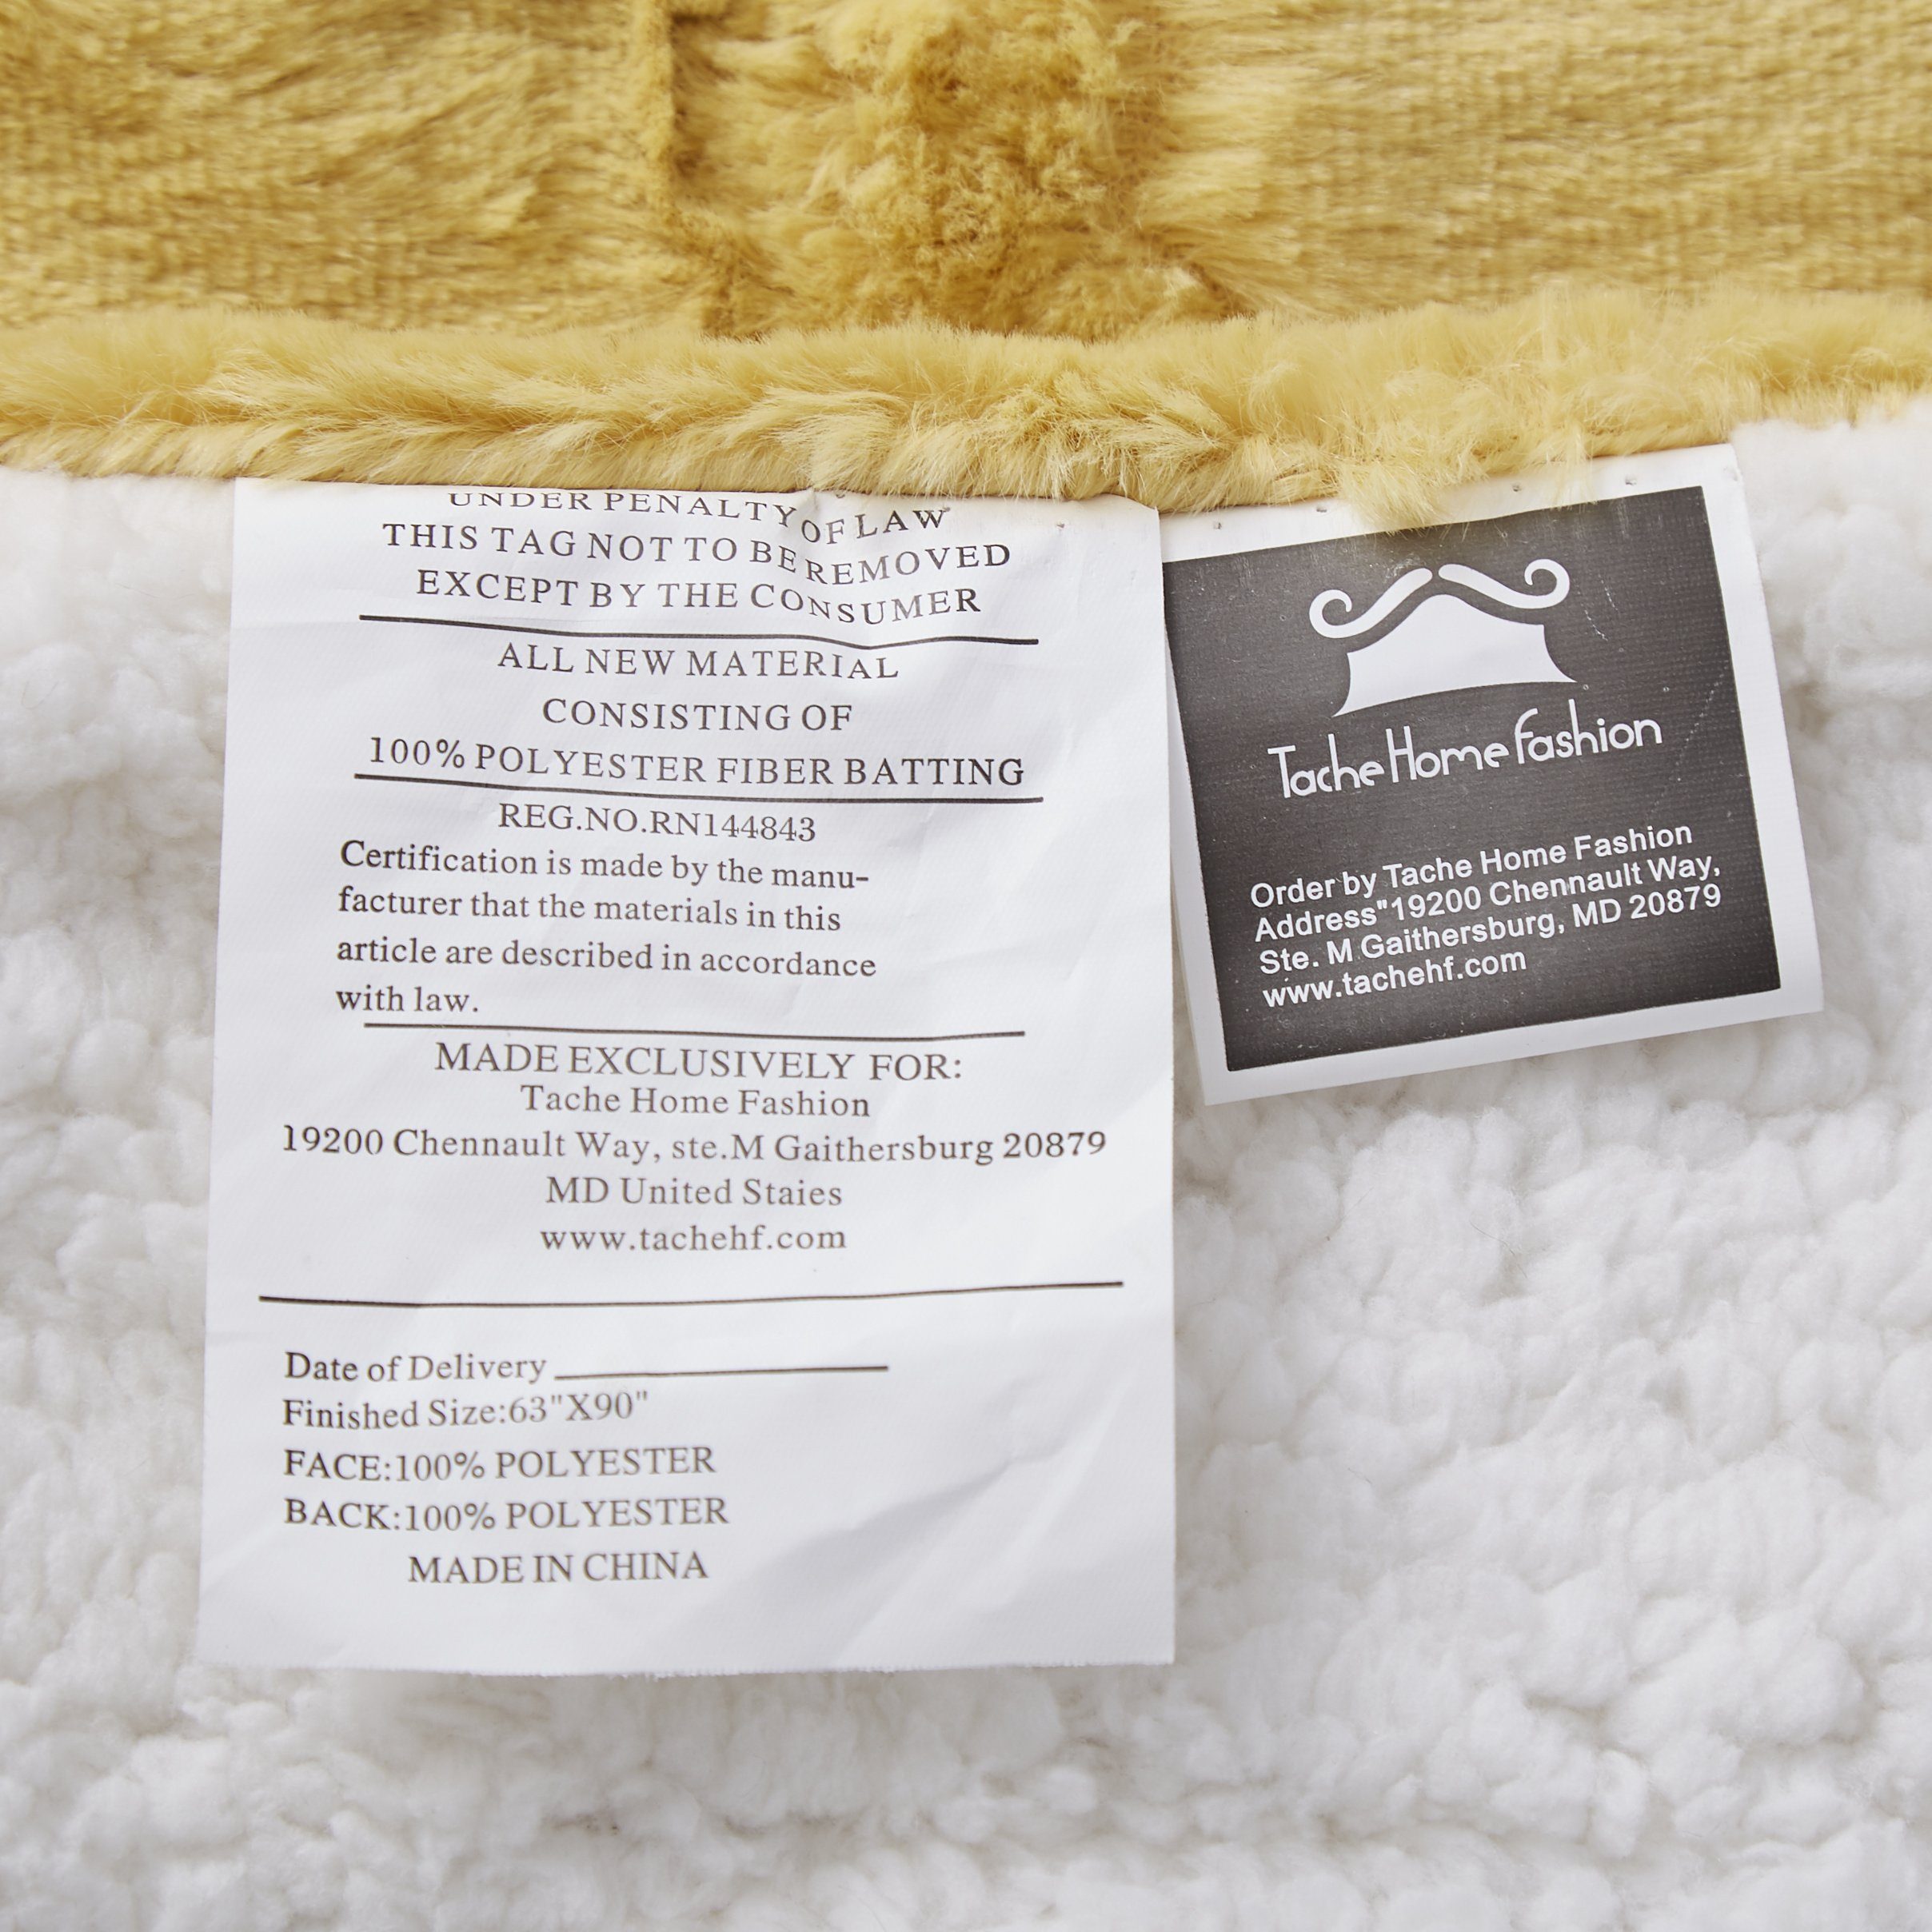 UNDER PENALTY OF LAW
THIS TAG NOT TO BE REMOVED
EXCEPT BY THE CONSUMER
ALL NEW MATERIAL
CONSISTING OF
100% POLYESTER FIBER BATTING
REG.NO.RN144843
Certification is made by the manu-
facturer that the materials in this
article are described in accordance
with law.
MADE EXCLUSIVELY FOR:
Tache Home Fashion
19200 Chennault Way, ste.M Gaithersburg 20879
MD United Staies
www.tachehf.com
Date of Delivery
Finished Size:63"X90"
FACE:100% POLYESTER
BACK:100% POLYESTER
MADE IN CHINA
Tache Home Fashion
Order by Tache Home Fashion
Address"19200 Chennault Way,
Ste. M Gaithersburg, MD 20879
www.tachehf.com